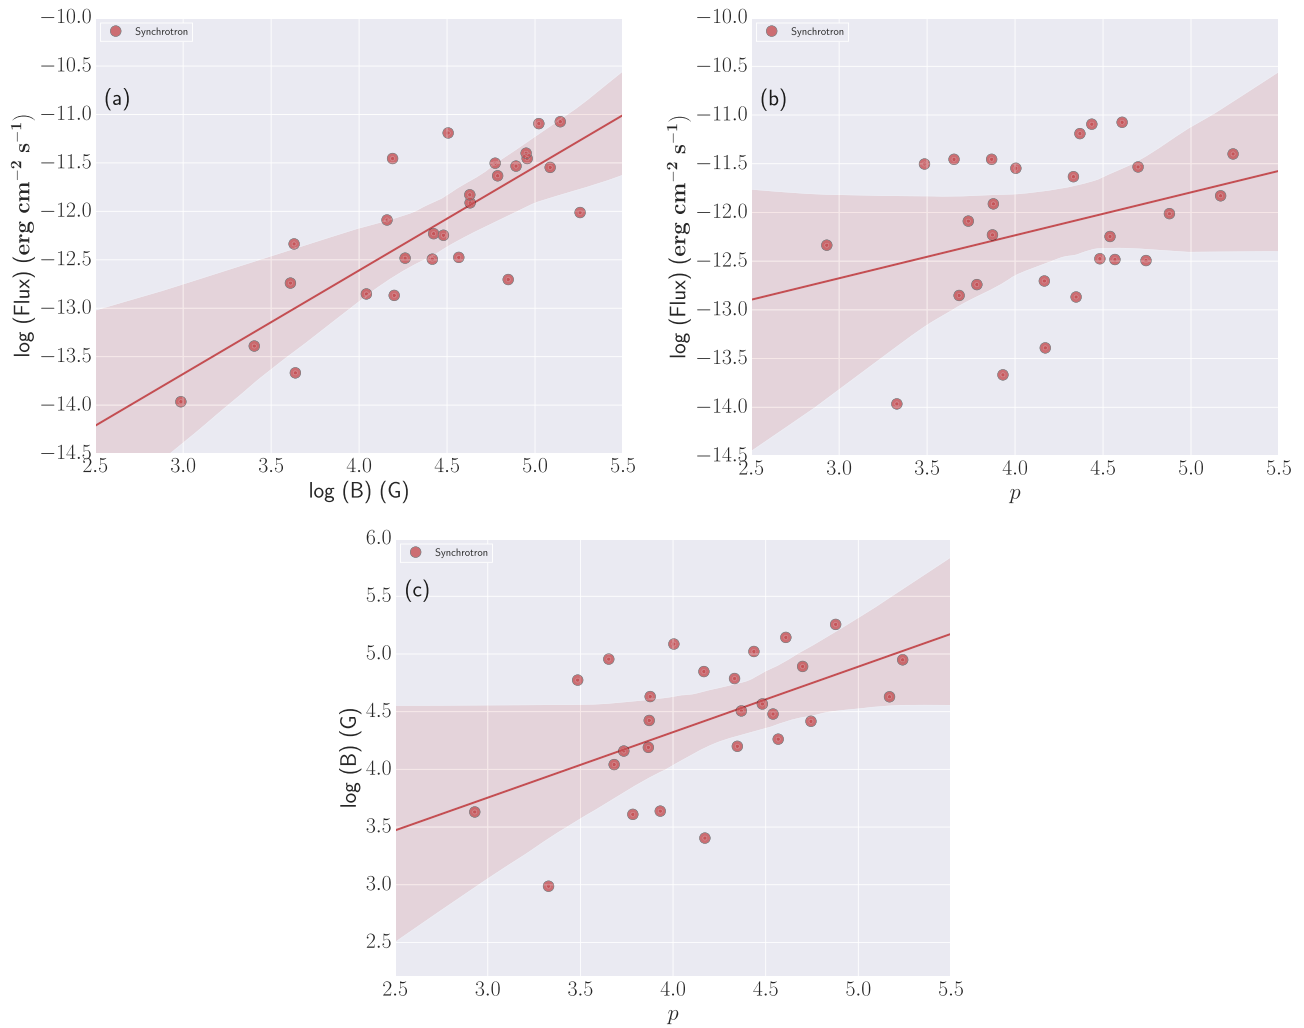 −10.0
−10.5
−11.0
−11.5
−12.0
−12.5
−13.0
−13.5
−14.0
−14.5
log (Flux) (erg cm−2 s−1)
Synchrotron
(a)
2.5 3.0 3.5 4.0 4.5 5.0 5.5
log (B) (G)
−10.0
−10.5
−11.0
−11.5
−12.0
−12.5
−13.0
−13.5
−14.0
−14.5
log (Flux) (erg cm−2 s−1)
Synchrotron
(b)
2.5 3.0 3.5 4.0 4.5 5.0 5.5
p
6.0
5.5
5.0
4.5
4.0
3.5
3.0
2.5
log (B) (G)
Synchrotron
(c)
2.5 3.0 3.5 4.0 4.5 5.0 5.5
p